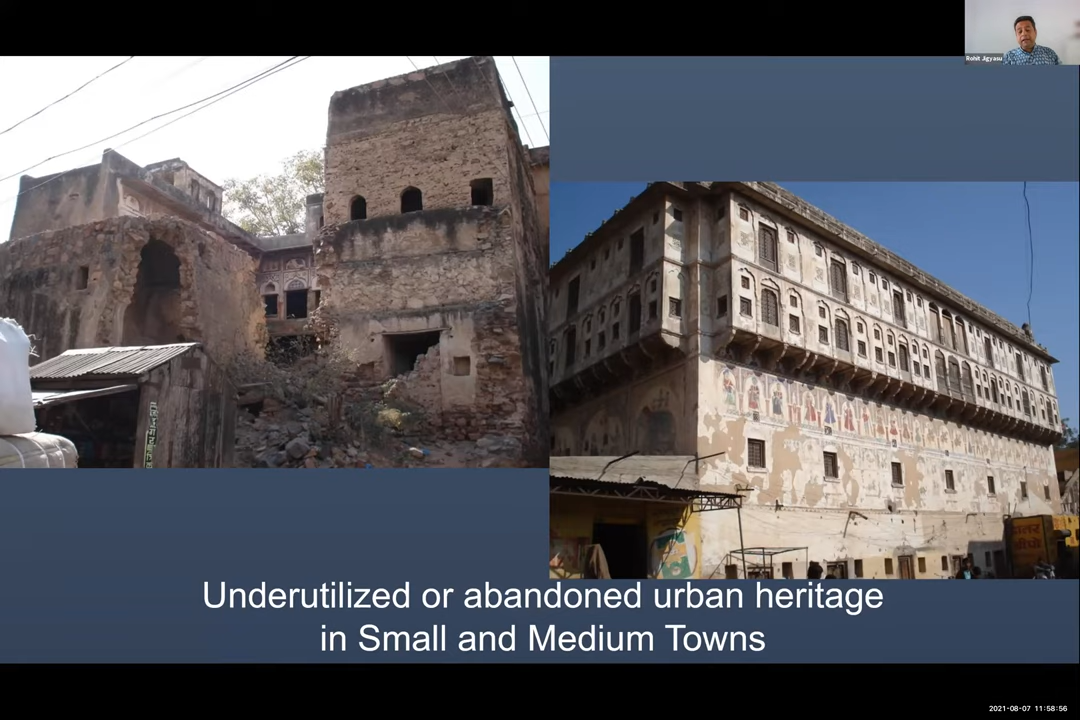 Rohit Jigyasu
Underutilized or abandoned urban heritage
in Small and Medium Towns
2021-08-07 11:58:56